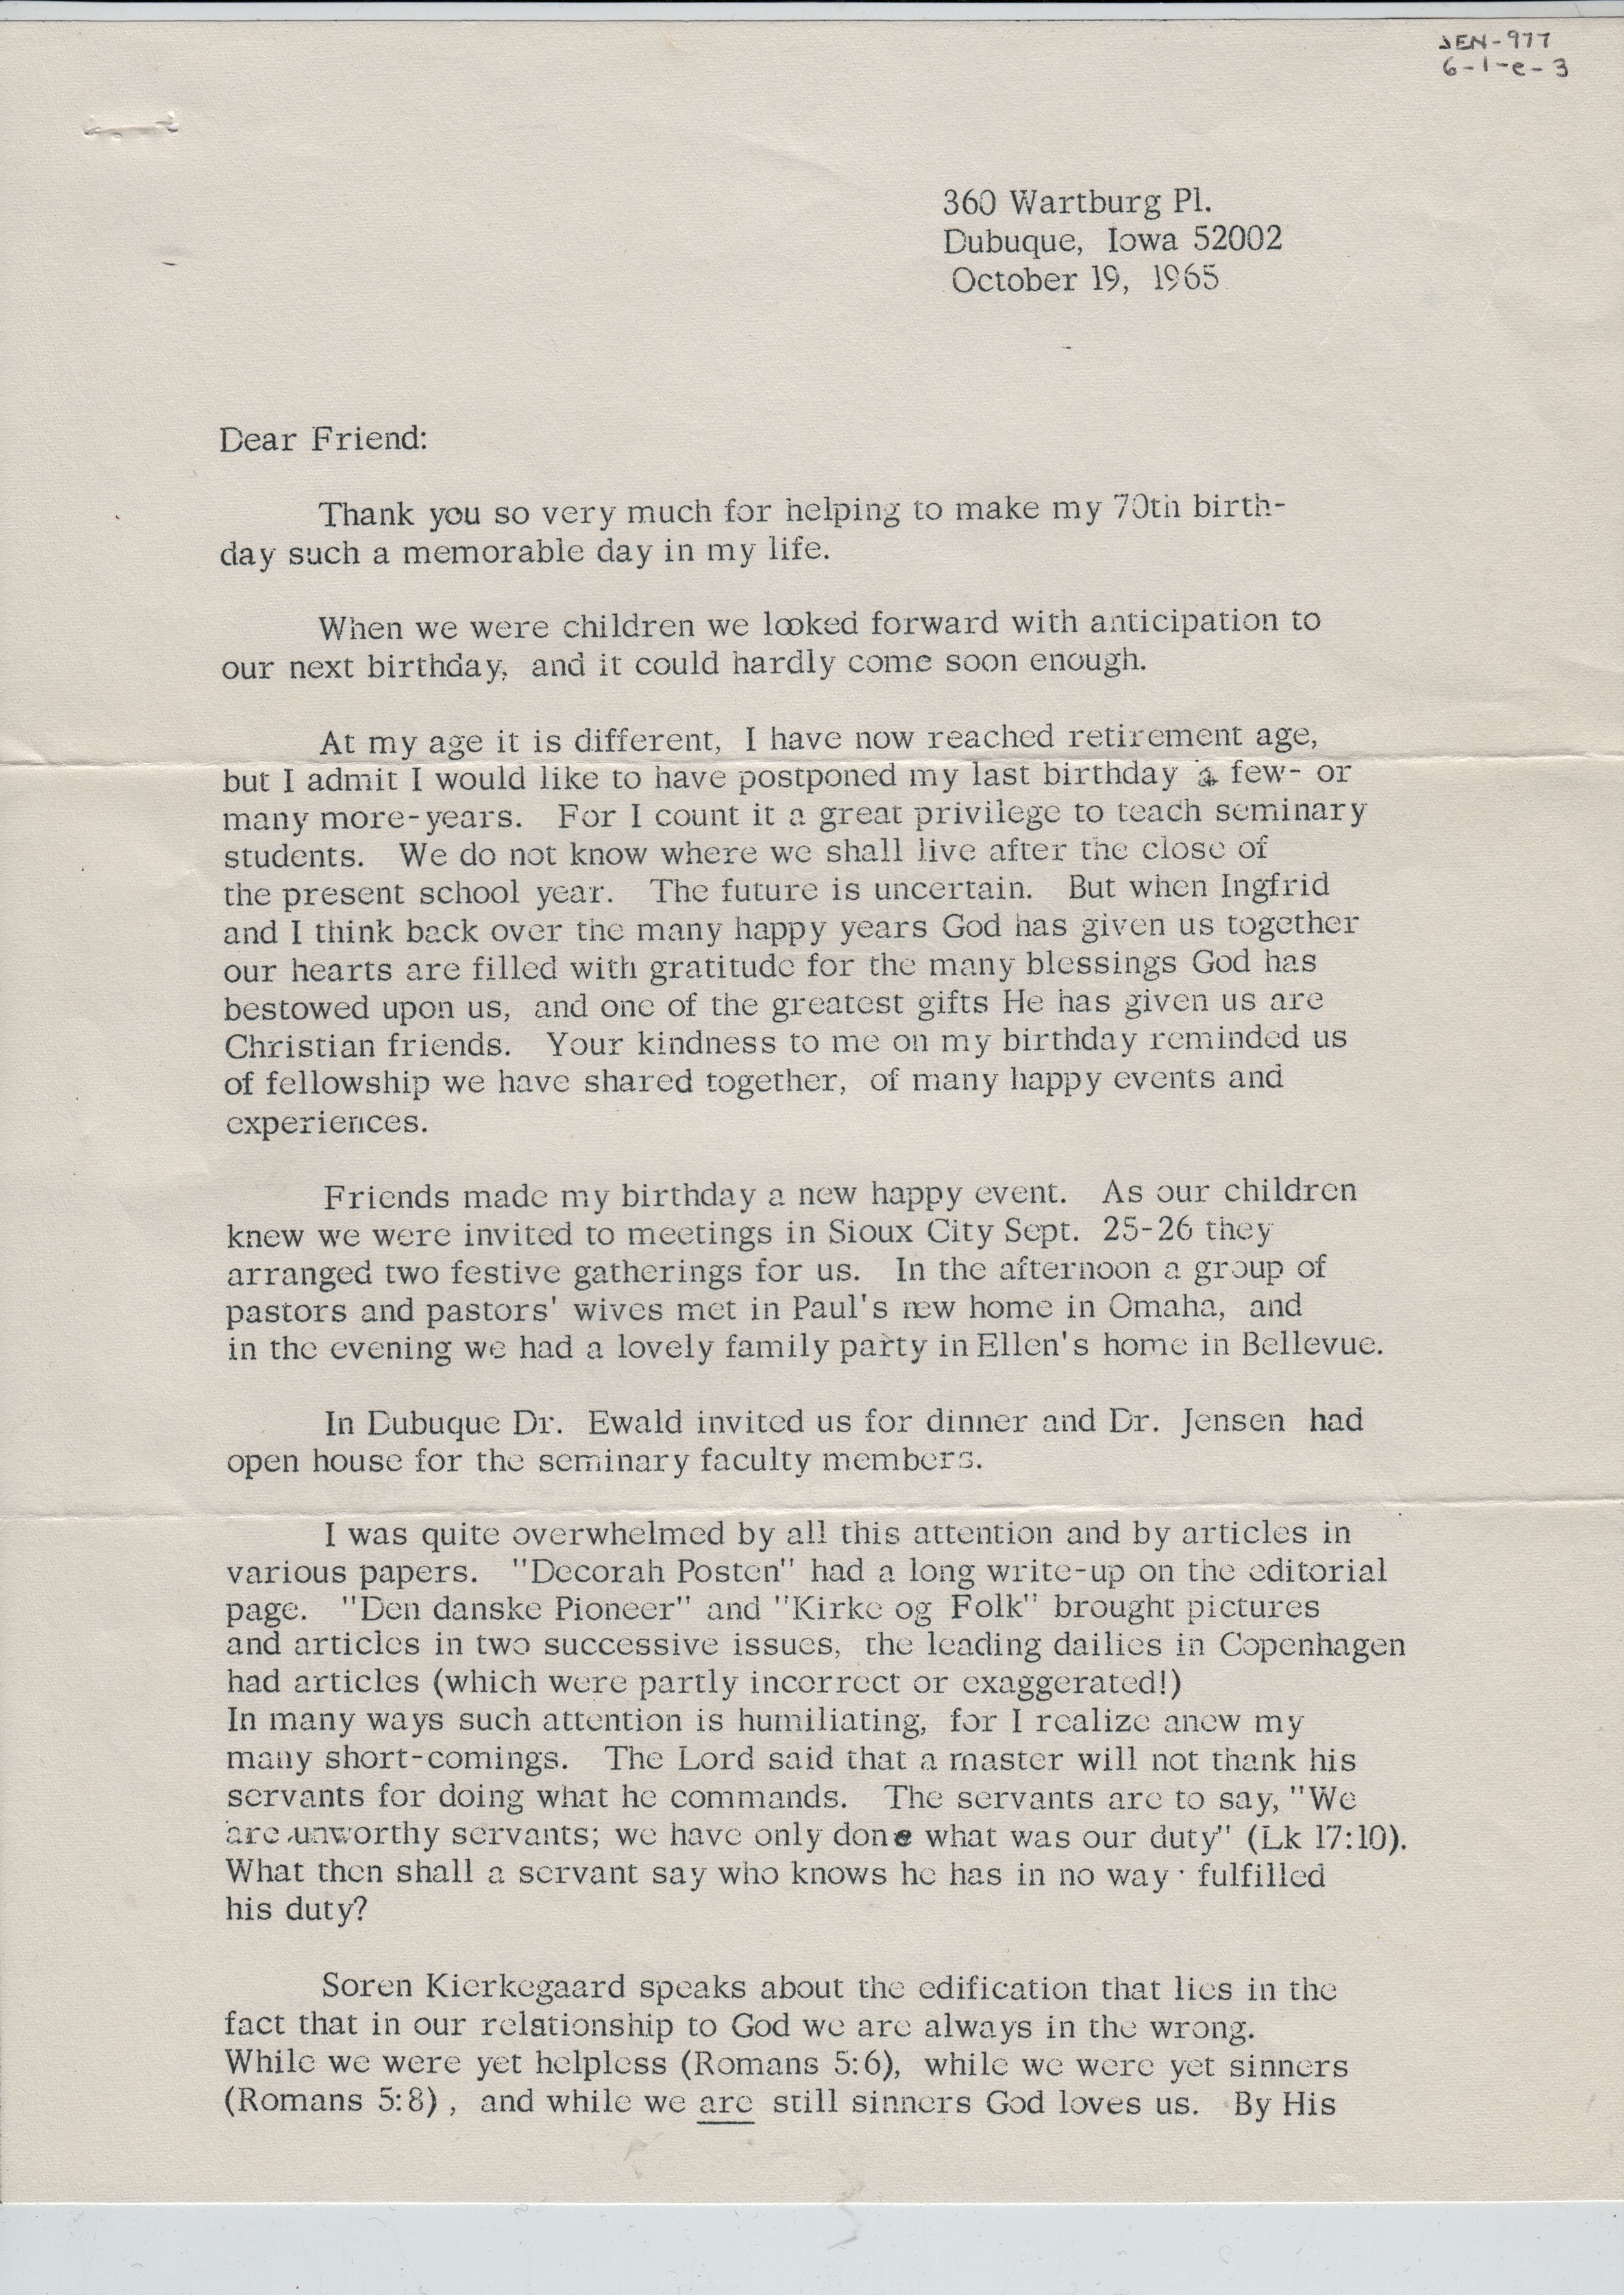 JEN-977
6-1-e-3
360 Wartburg Pl.
Dubuque, Iowa 52002
October 19, 1965
Dear Friend:
Thank you so very much for helping to make my 70th birth-
day such a memorable day in my life.
When we were children we looked forward with anticipation to
our next birthday, and it could hardly come soon enough.
At my age it is different, I have now reached retirement age,
but I admit I would like to have postponed my last birthday a few- or
many more-years. For I count it a great privilege to teach seminary
students. We do not know where we shall live after the close of
the present school year. The future is uncertain. But when Ingfrid
and I think back over the many happy years God has given us together
our hearts are filled with gratitude for the many blessings God has
bestowed upon us, and one of the greatest gifts He has given us are
Christian friends. Your kindness to me on my birthday reminded us
of fellowship we have shared together, of many happy events and
experiences.
Friends made my birthday a new happy event. As our children
knew we were invited to meetings in Sioux City Sept. 25-26 they
arranged two festive gatherings for us. In the afternoon a group of
pastors and pastors' wives met in Paul's new home in Omaha, and
in the evening we had a lovely family party in Ellen's home in Bellevue.
In Dubuque Dr. Ewald invited us for dinner and Dr. Jensen had
open house for the seminary faculty members.
I was quite overwhelmed by all this attention and by articles in
various papers. "Decorah Posten" had a long write-up on the editorial
page. "Den danske Pioneer" and "Kirke og Folk" brought pictures
and articles in two successive issues, the leading dailies in Copenhagen
had articles (which were partly incorrect or exaggerated!)
In many ways such attention is humiliating, for I realize anew my
many short-comings. The Lord said that a master will not thank his
servants for doing what he commands. The servants are to say, "We
are unworthy servants; we have only done what was our duty" (Lk 17:10).
What then shall a servant say who knows he has in no way fulfilled
his duty?
Soren Kierkegaard speaks about the edification that lies in the
fact that in our relationship to God we are always in the wrong.
While we were yet helpless (Romans 5:6), while we were yet sinners
(Romans 5:8), and while we are still sinners God loves us. By His